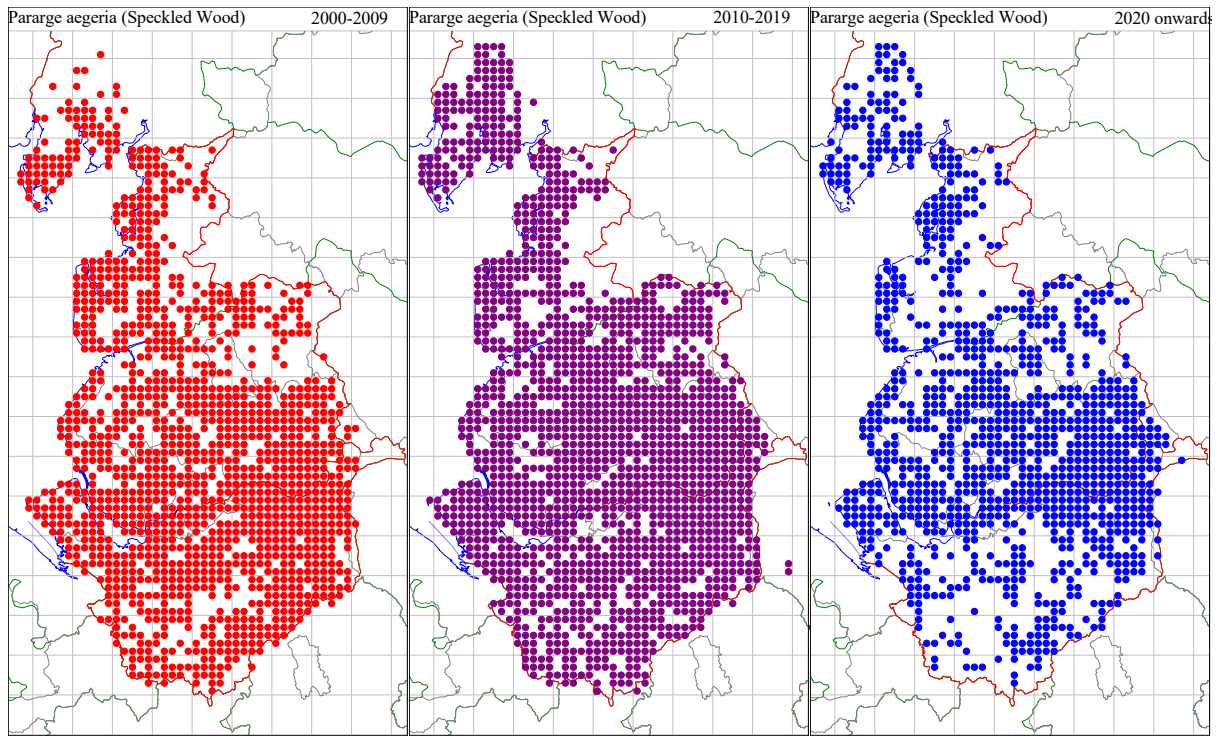 Pararge aegeria (Speckled Wood) 2000-2009
Pararge aegeria (Speckled Wood) 2010-2019
Pararge aegeria (Speckled Wood) 2020 onwards